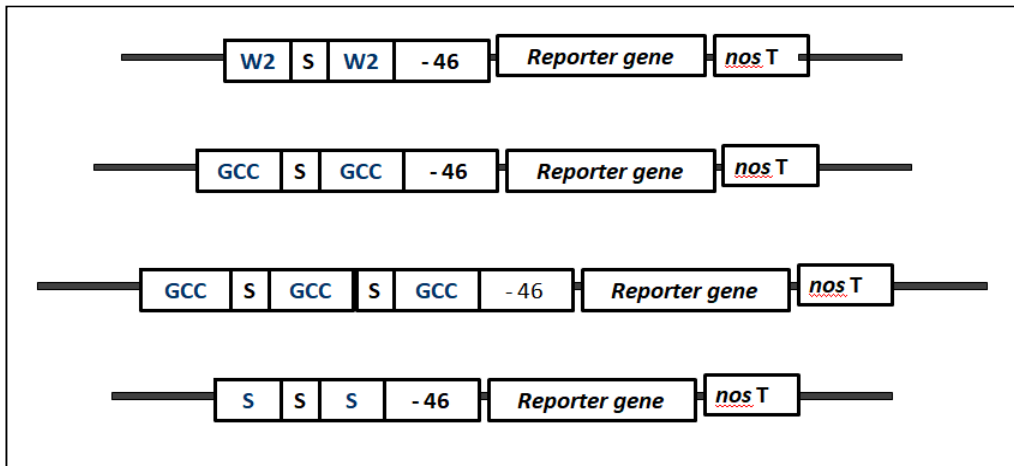 W2 S W2 - 46 Reporter gene nos T
GCC S GCC - 46 Reporter gene nos T
GCC S GCC S GCC - 46 Reporter gene nos T
S S S - 46 Reporter gene nos T